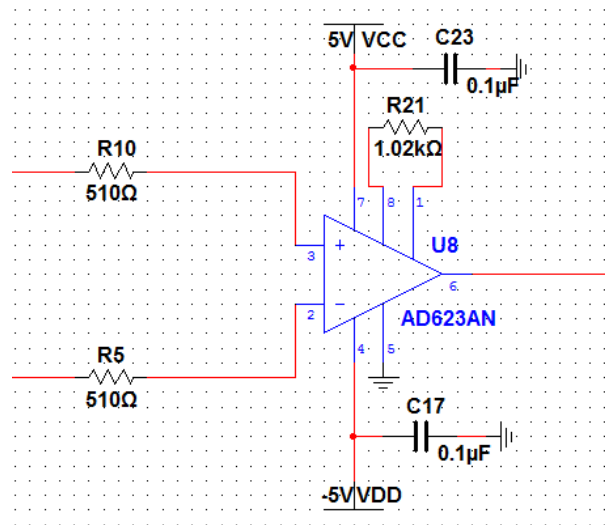 5V VCC
C23
0.1µF
R21
1.02kΩ
R10
510Ω
7
8
1
U8
3
+
6
2
−
AD623AN
4
5
R5
510Ω
C17
0.1µF
-5V VDD